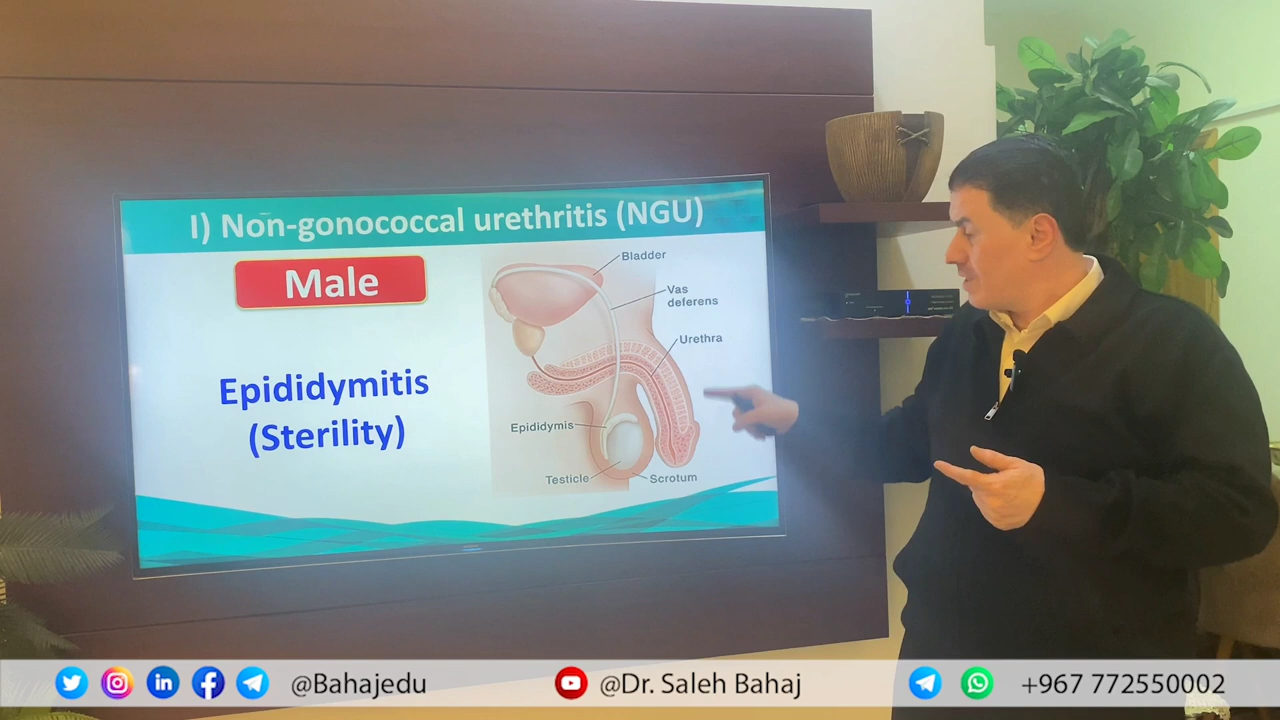 I) Non-gonococcal urethritis (NGU)
Male
Epididymitis
(Sterility)
Bladder
Vas
deferens
Urethra
Epididymis
Testicle
Scrotum
@Bahajedu
@Dr. Saleh Bahaj
+967 772550002